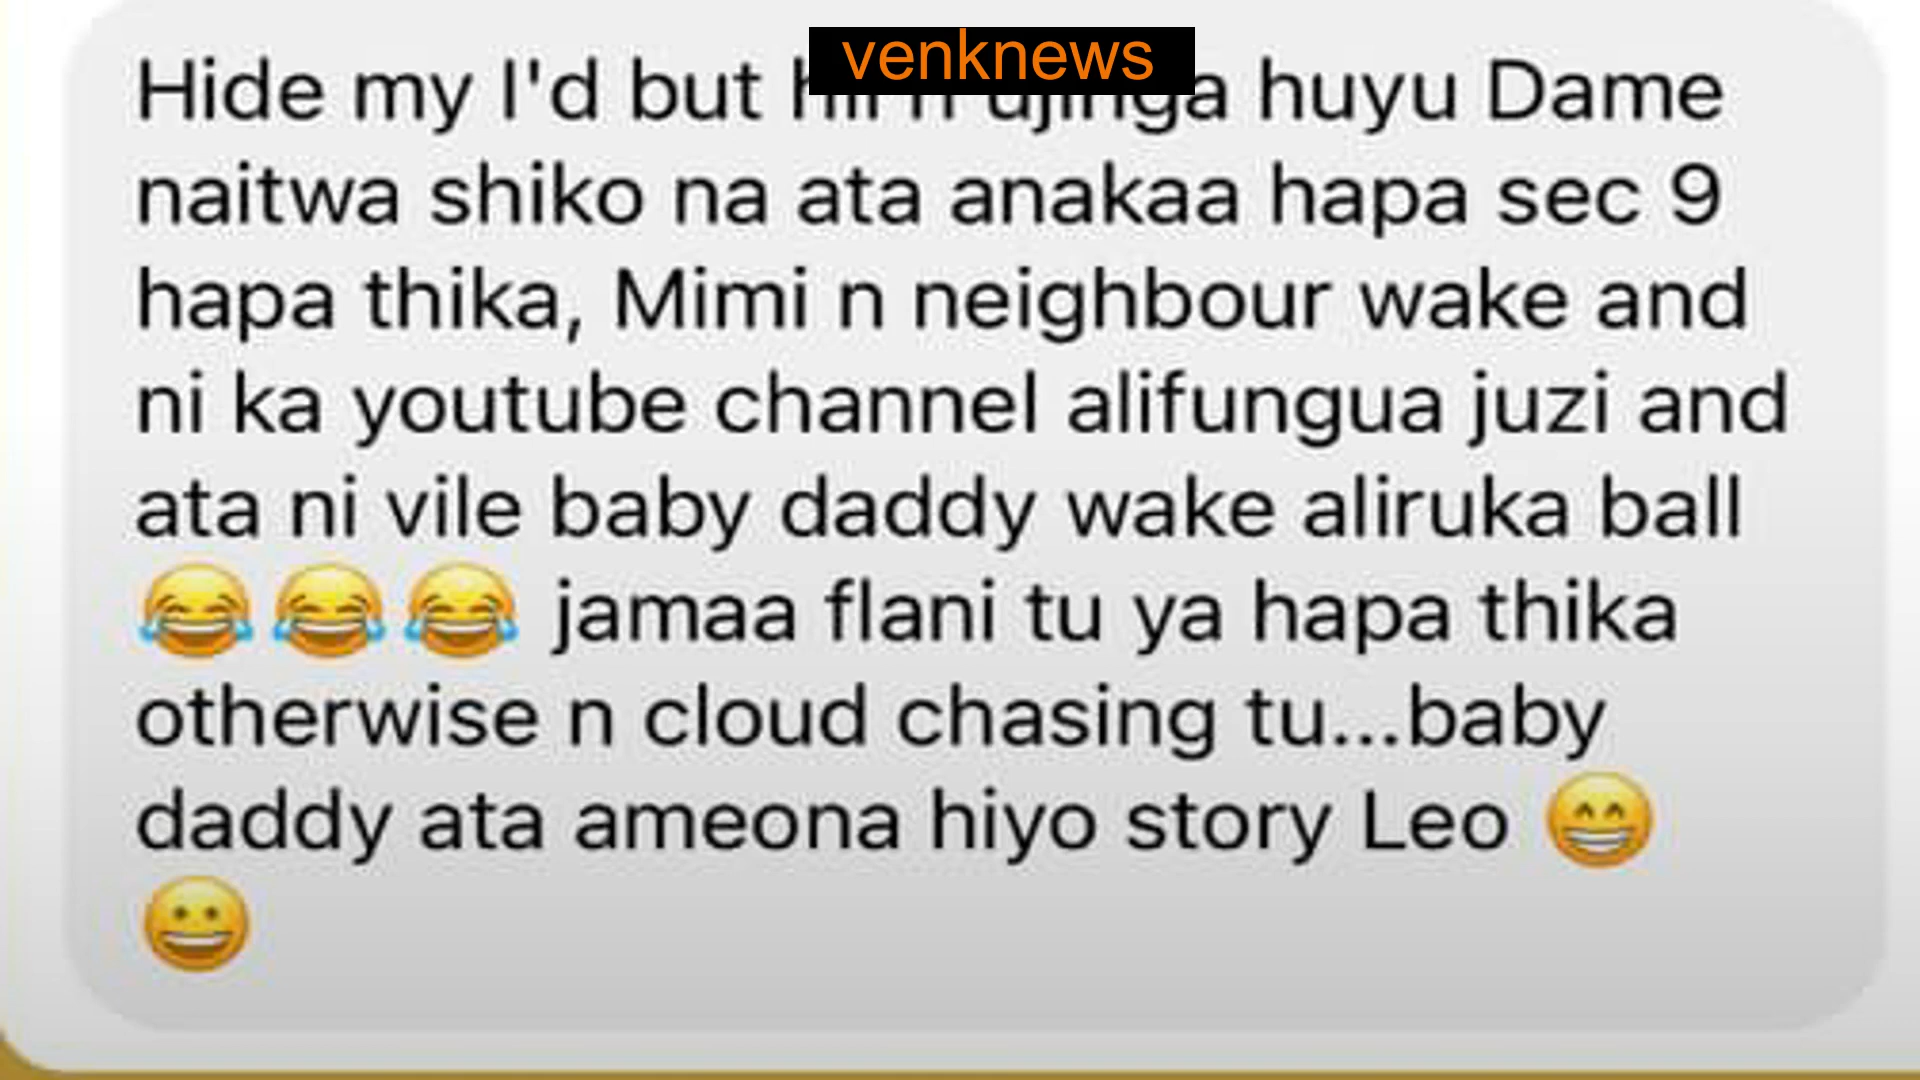 venknews
Hide my I'd but hii n ujinga huyu Dame
naitwa shiko na ata anakaa hapa sec 9
hapa thika, Mimi n neighbour wake and
ni ka youtube channel alifungua juzi and
ata ni vile baby daddy wake aliruka ball
😂😂😂 jamaa flani tu ya hapa thika
otherwise n cloud chasing tu...baby
daddy ata ameona hiyo story Leo 😁
😀